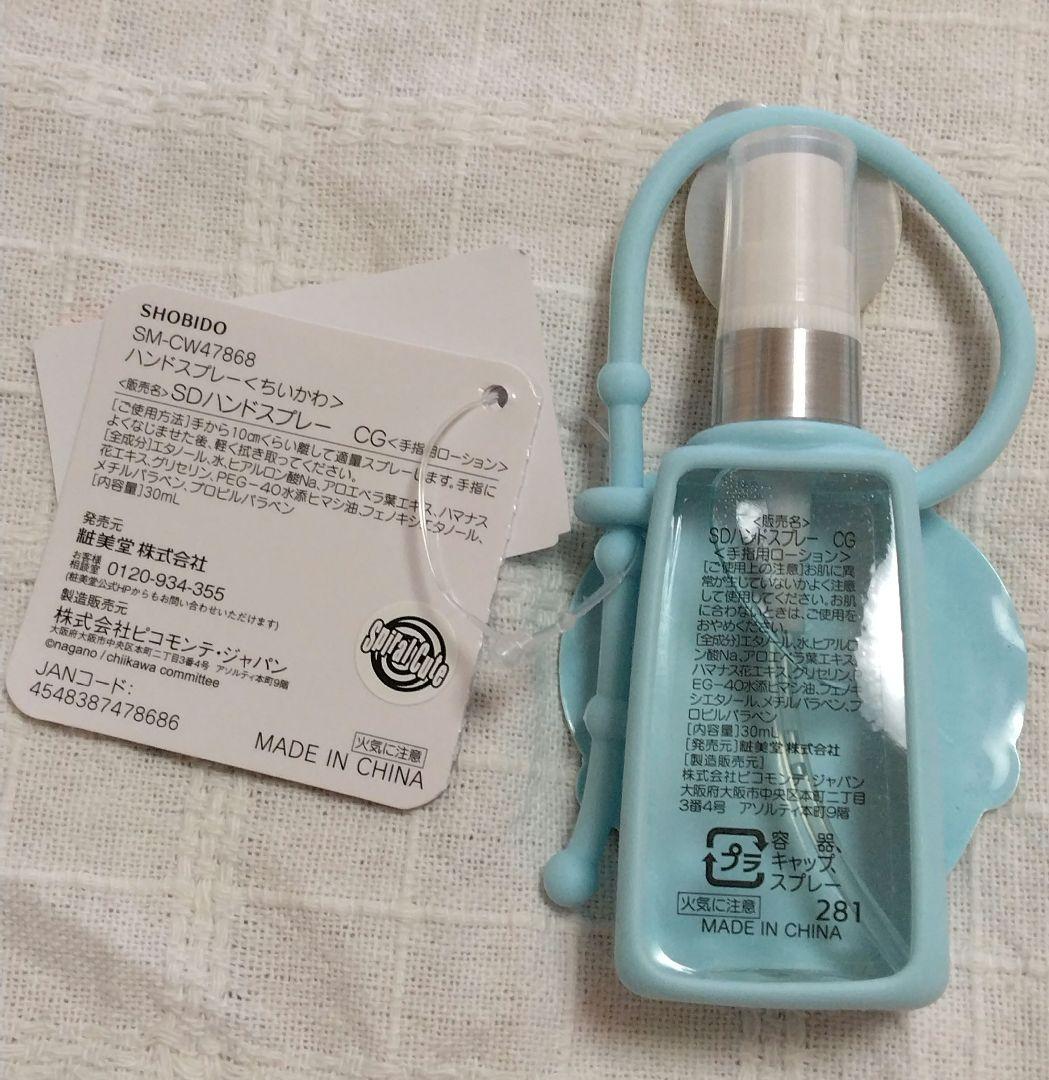 SHOBIDO
SM-CW47868
ハンドスプレー<ちいかわ>
<販売名>SDハンドスプレー CG<手指用ローション>
[ご使用方法]手から10cmくらい離して適量スプレーします。手指に
よくなじませた後、軽く拭き取ってください。
[全成分]エタノール、水、ヒアルロン酸Na、アロエベラ葉エキス、ハマナス
花エキス、グリセリン、PEG-40水添ヒマシ油、フェノキシエタノール、
メチルパラベン、プロピルパラベン
[内容量]30mL
発売元
粧美堂 株式会社
お客様
相談室 0120-934-355
(粧美堂公式HPからもお問い合わせいただけます)
製造販売元
株式会社ピコモンテ・ジャパン
大阪府大阪市中央区本町二丁目3番4号 アソルティ本町9階
©nagano / chiikawa committee
JANコード:
4548387478686
火気に注意
MADE IN CHINA
SpiralCute
<販売名>
SDハンドスプレー CG
<手指用ローション>
[ご使用上の注意]お肌に異
常が生じていないかよく注意
して使用してください。お肌
に合わないときは、ご使用を
おやめください。
[全成分]エタノール、水、ヒアルロ
ン酸Na、アロエベラ葉エキス、
ハマナス花エキス、グリセリン、P
EG-40水添ヒマシ油、フェノキ
シエタノール、メチルパラベン、プ
ロピルパラベン
[内容量]30mL
[発売元]粧美堂 株式会社
[製造販売元]
株式会社ピコモンテ・ジャパン
大阪府大阪市中央区本町二丁目
3番4号 アソルティ本町9階
プラ
容器、
キャップ、
スプレー
火気に注意 281
MADE IN CHINA